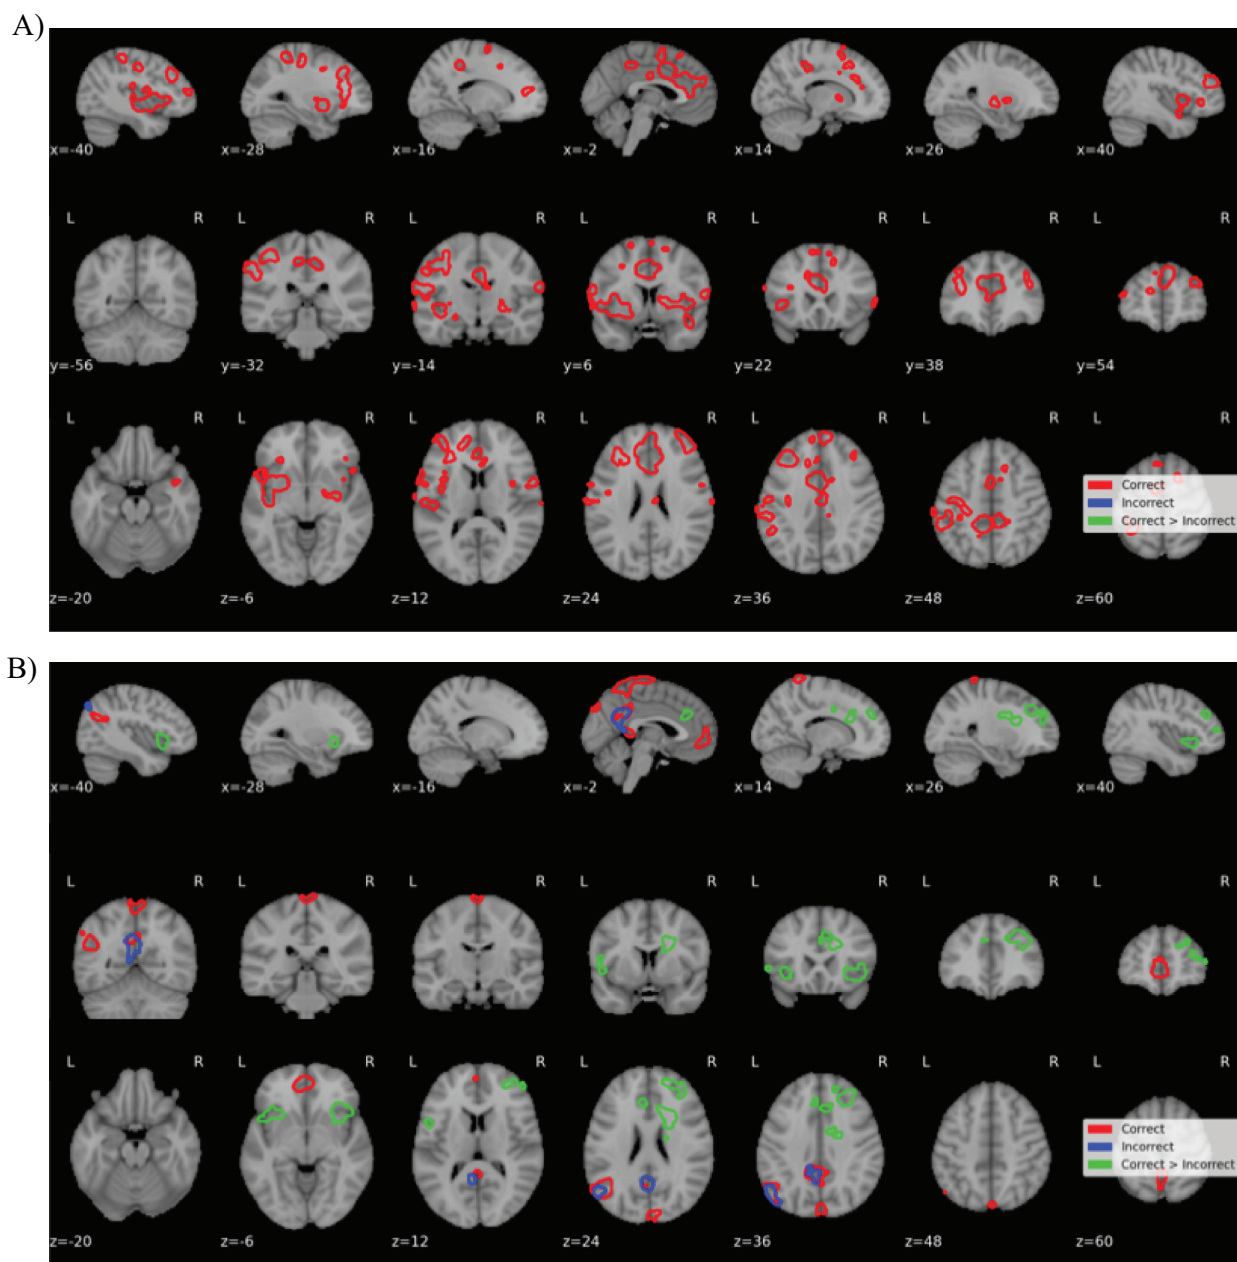 A)
x=-40 x=-28 x=-16 x=-2 x=14 x=26 x=40
L R L R L R L R L R L R L R
y=-56 y=-32 y=-14 y=6 y=22 y=38 y=54
L R L R L R L R L R L R L R
Correct
Incorrect
Correct > Incorrect
z=-20 z=-6 z=12 z=24 z=36 z=48 z=60
B)
x=-40 x=-28 x=-16 x=-2 x=14 x=26 x=40
L R L R L R L R L R L R L R
L R L R L R L R L R L R L R
Correct
Incorrect
Correct > Incorrect
z=-20 z=-6 z=12 z=24 z=36 z=48 z=60